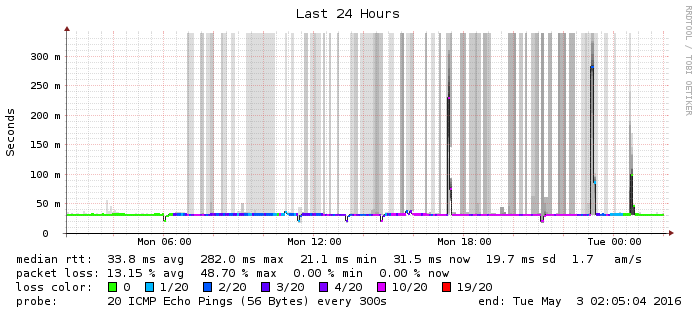 Last 24 Hours
RRDTOOL / TOBI OETIKER
Seconds
300 m
250 m
200 m
150 m
100 m
50 m
0
Mon 06:00 Mon 12:00 Mon 18:00 Tue 00:00
median rtt: 33.8 ms avg 282.0 ms max 21.1 ms min 31.5 ms now 19.7 ms sd 1.7 am/s
packet loss: 13.15 % avg 48.70 % max 0.00 % min 0.00 % now
loss color: 0 1/20 2/20 3/20 4/20 10/20 19/20
probe: 20 ICMP Echo Pings (56 Bytes) every 300s end: Tue May 3 02:05:04 2016